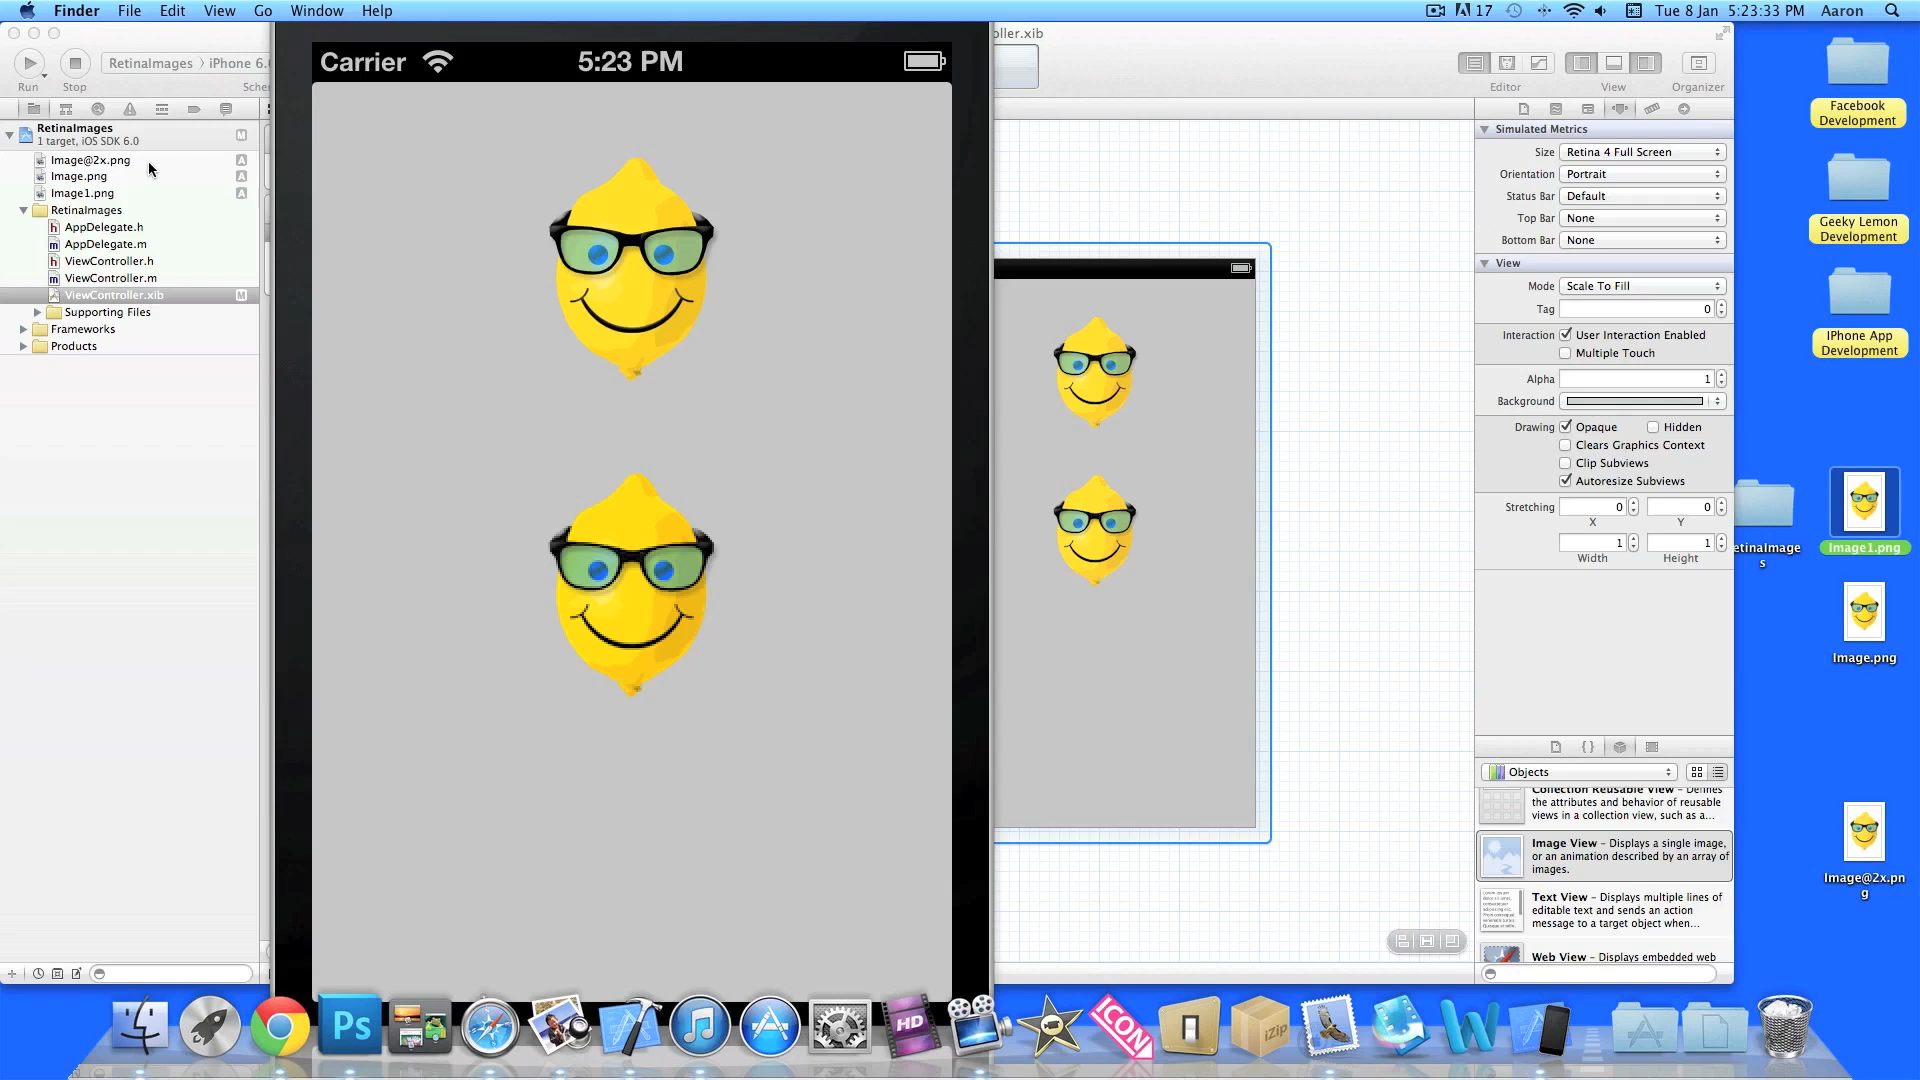 Finder File Edit View Go Window Help
17 Tue 8 Jan 5:23:33 PM Aaron
ller.xib
RetinaImages iPhone 6.
Run Stop
Editor View Organizer
RetinaImages
1 target, iOS SDK 6.0
M
Image@2x.png A
Image.png A
Image1.png A
RetinaImages
h AppDelegate.h
m AppDelegate.m
h ViewController.h
m ViewController.m
ViewController.xib M
Supporting Files
Frameworks
Products
Carrier 5:23 PM
Simulated Metrics
Size Retina 4 Full Screen
Orientation Portrait
Status Bar Default
Top Bar None
Bottom Bar None
View
Mode Scale To Fill
Tag 0
Interaction User Interaction Enabled
Multiple Touch
Alpha 1
Background
Drawing Opaque Hidden
Clears Graphics Context
Clip Subviews
Autoresize Subviews
Stretching 0 0
X Y
1 1
Width Height
{}
Objects
Collection Reusable View – Defines
the attributes and behavior of reusable
views in a collection view, such as a...
Image View – Displays a single image,
or an animation described by an array of
images.
Text View – Displays multiple lines of
editable text and sends an action
message to a target object when...
Web View – Displays embedded web
Facebook
Development
Geeky Lemon
Development
IPhone App
Development
etinaImage
s
Image1.png
Image.png
Image@2x.pn
g
Ps
HD
ICON
iZip
W